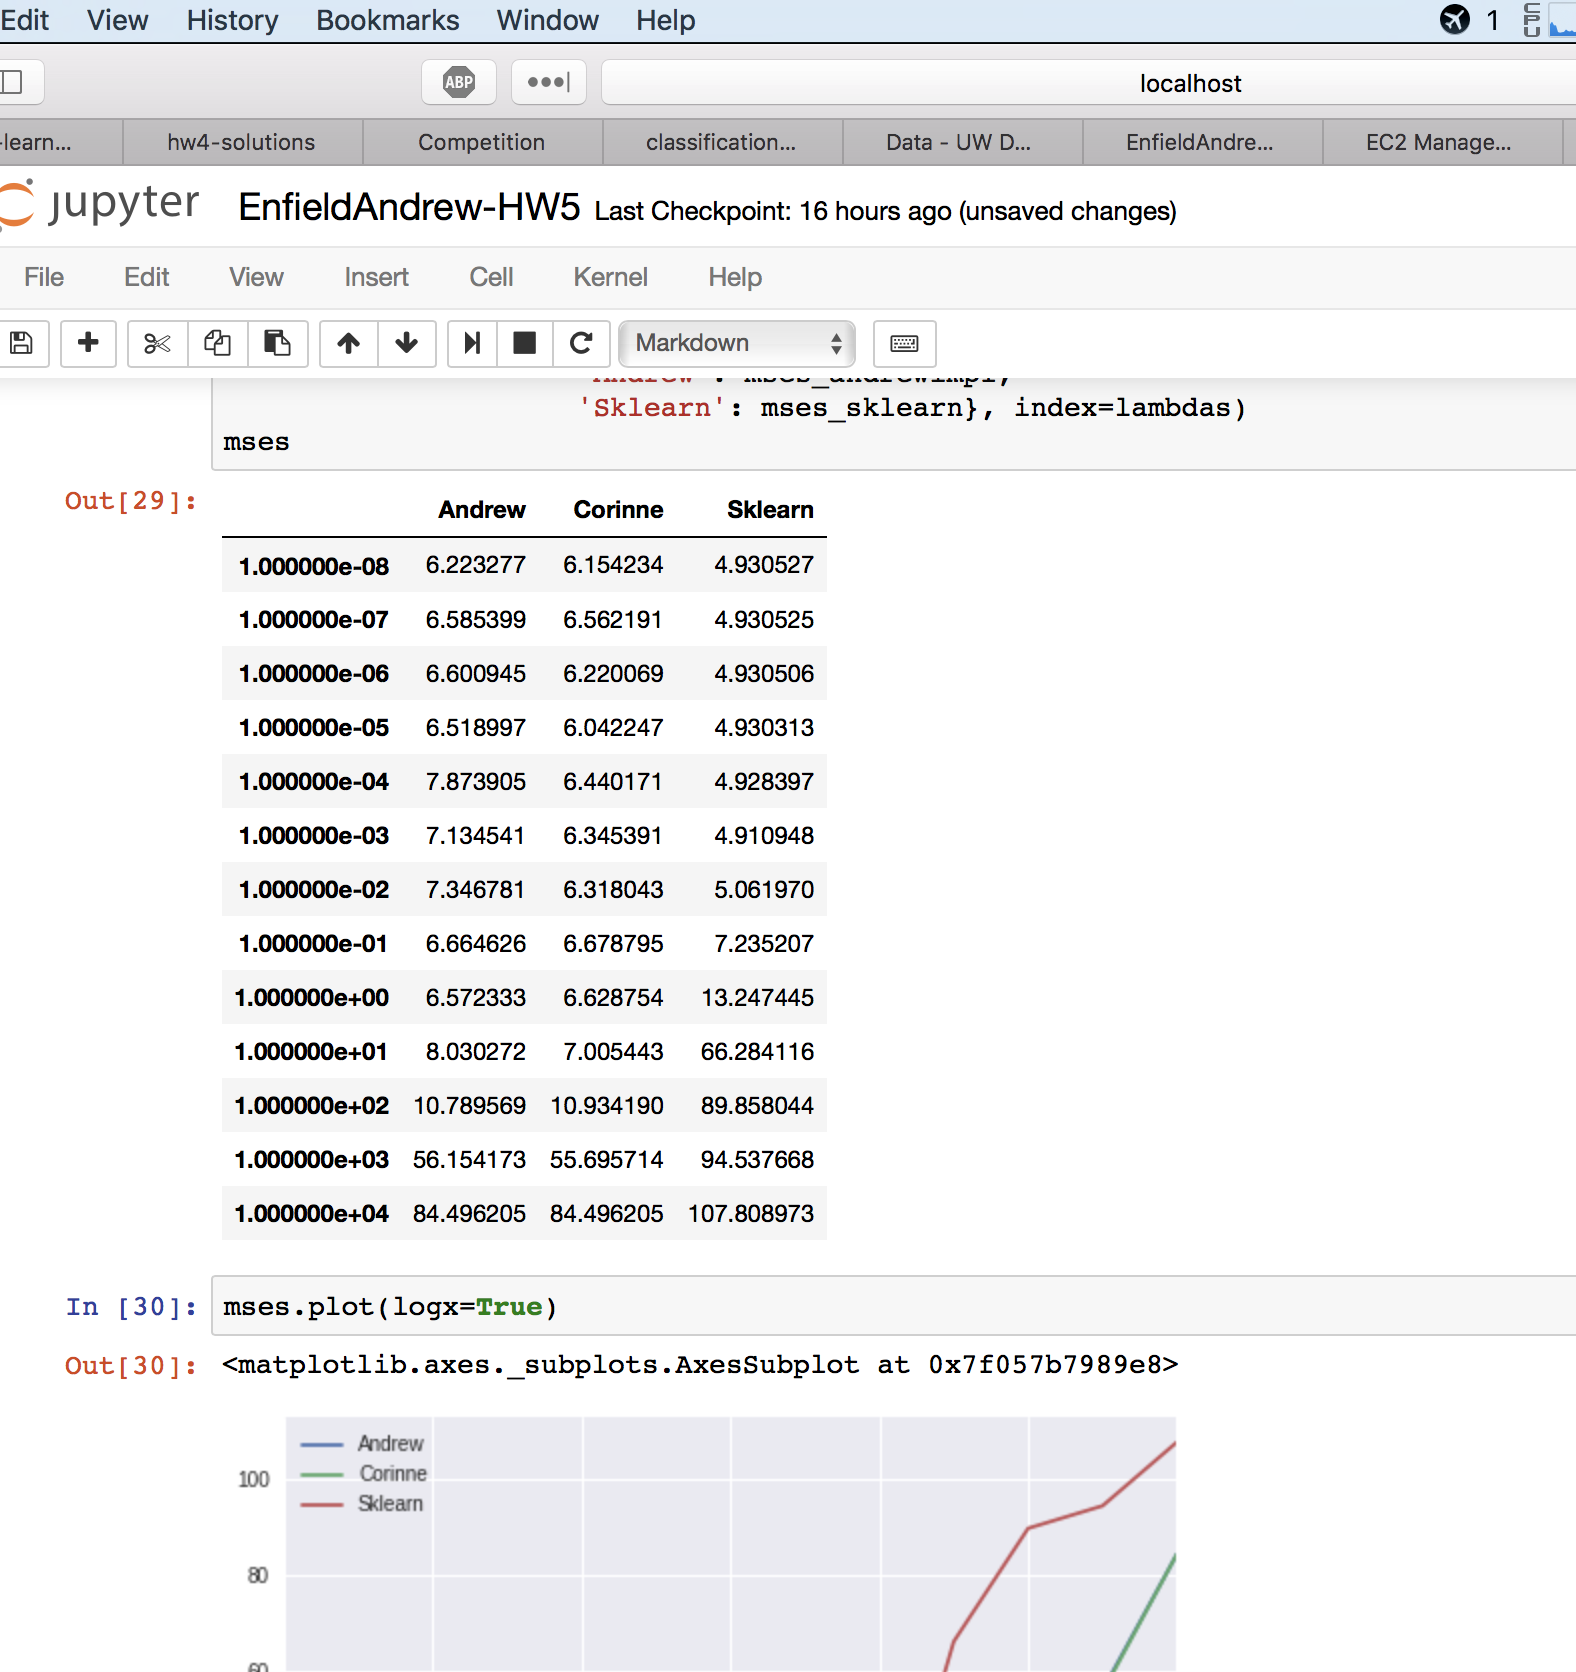 Edit View History Bookmarks Window Help 1 CPU
ABP localhost
-learn... hw4-solutions Competition classification... Data - UW D... EnfieldAndre... EC2 Manage...
jupyter EnfieldAndrew-HW5 Last Checkpoint: 16 hours ago (unsaved changes)
File Edit View Insert Cell Kernel Help
Markdown
'Andrew': mses_andrewimpl,
'Sklearn': mses_sklearn}, index=lambdas)
mses
Out[29]:
Andrew Corinne Sklearn
1.000000e-08 6.223277 6.154234 4.930527
1.000000e-07 6.585399 6.562191 4.930525
1.000000e-06 6.600945 6.220069 4.930506
1.000000e-05 6.518997 6.042247 4.930313
1.000000e-04 7.873905 6.440171 4.928397
1.000000e-03 7.134541 6.345391 4.910948
1.000000e-02 7.346781 6.318043 5.061970
1.000000e-01 6.664626 6.678795 7.235207
1.000000e+00 6.572333 6.628754 13.247445
1.000000e+01 8.030272 7.005443 66.284116
1.000000e+02 10.789569 10.934190 89.858044
1.000000e+03 56.154173 55.695714 94.537668
1.000000e+04 84.496205 84.496205 107.808973
In [30]: mses.plot(logx=True)
Out[30]: <matplotlib.axes._subplots.AxesSubplot at 0x7f057b7989e8>
Andrew
Corinne
Sklearn
100
80
60